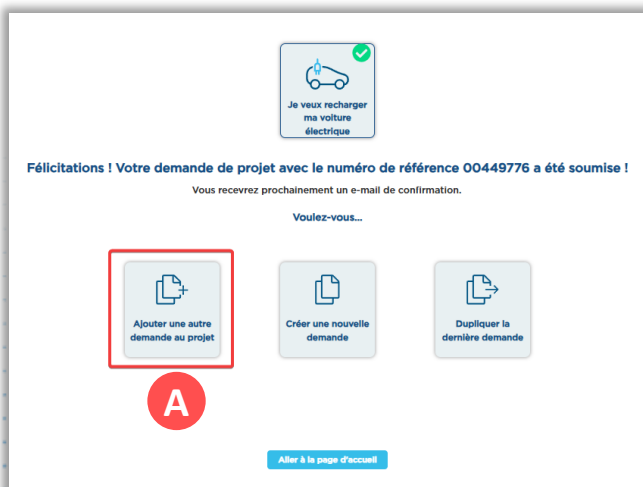 Je veux recharger
ma voiture
électrique
Félicitations ! Votre demande de projet avec le numéro de référence 00449776 a été soumise !
Vous recevrez prochainement un e-mail de confirmation.
Voulez-vous...
Ajouter une autre
demande au projet
Créer une nouvelle
demande
Dupliquer la
dernière demande
A
Aller à la page d'accueil